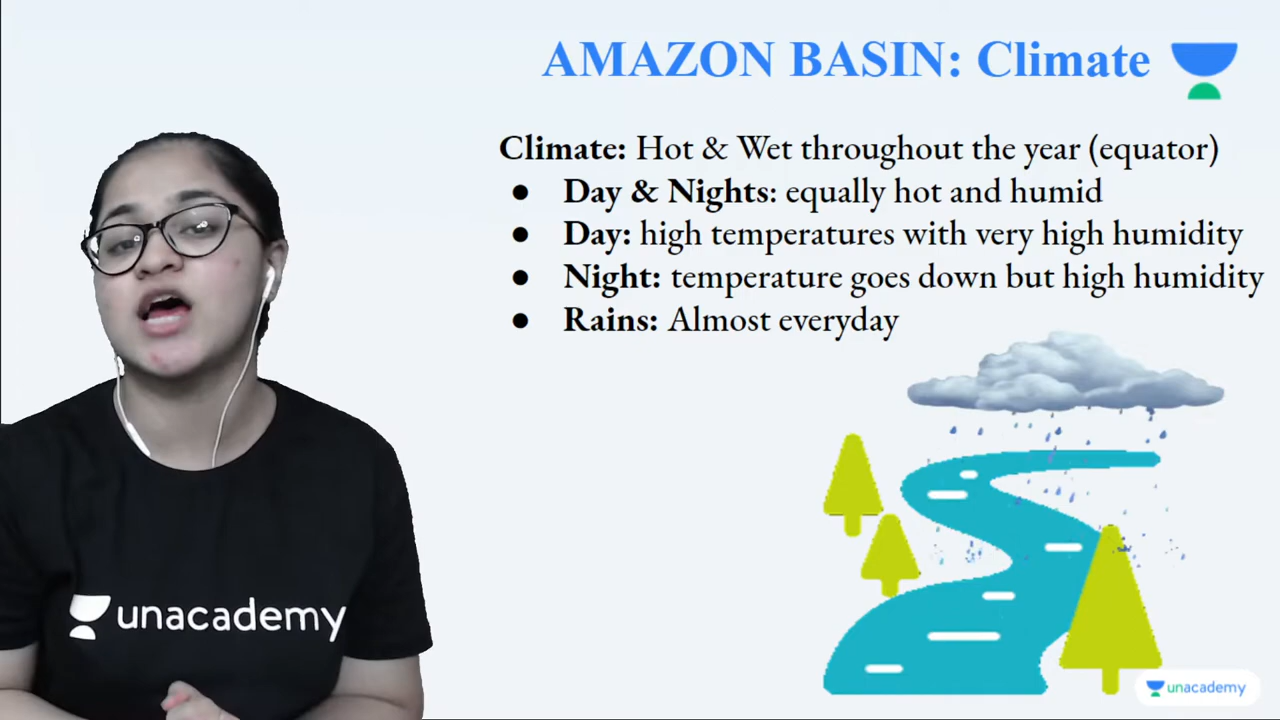 AMAZON BASIN: Climate
Climate: Hot & Wet throughout the year (equator)
● Day & Nights: equally hot and humid
● Day: high temperatures with very high humidity
● Night: temperature goes down but high humidity
● Rains: Almost everyday
unacademy
unacademy